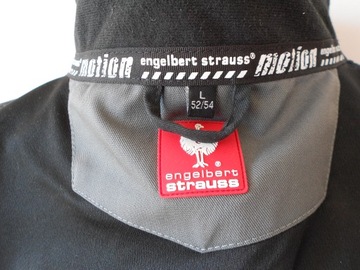 motion engelbert strauss® motion
L
52/54
engelbert
strauss